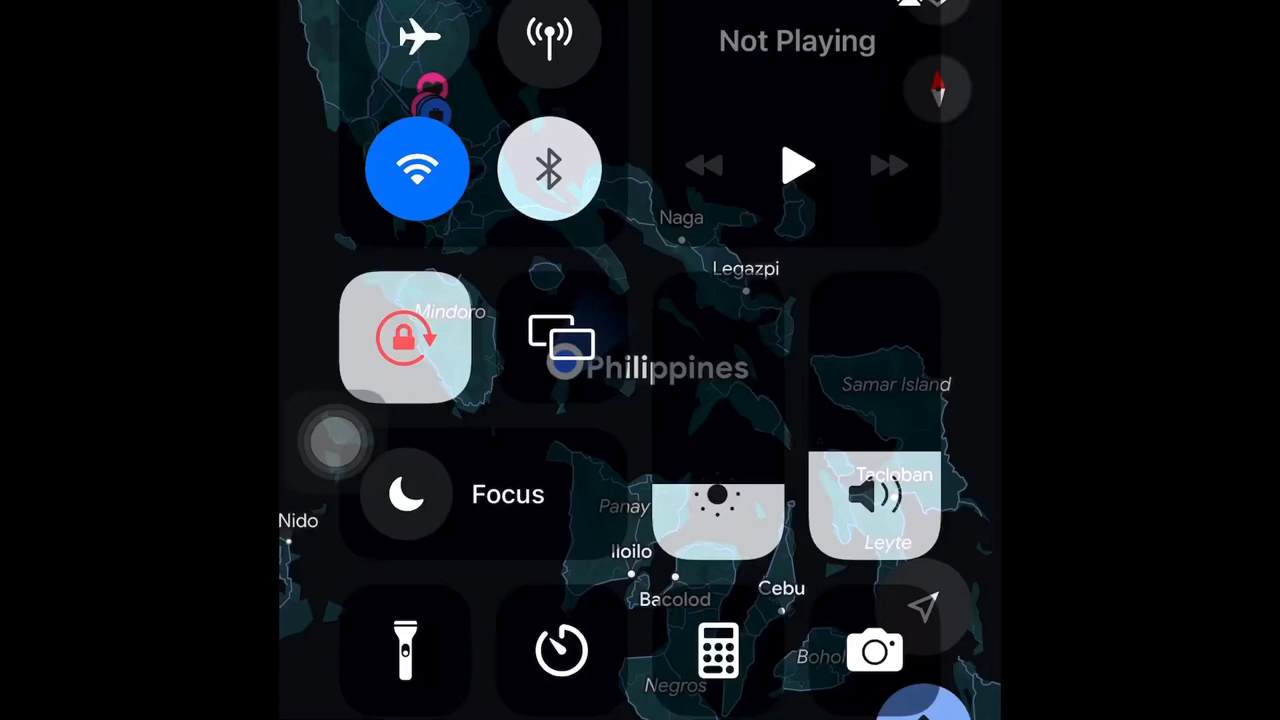 Not Playing
Naga
Legazpi
Mindoro
Philippines
Samar Island
Tacloban
Focus
Panay
Nido
Leyte
Iloilo
Cebu
Bacolod
Bohol
Negros